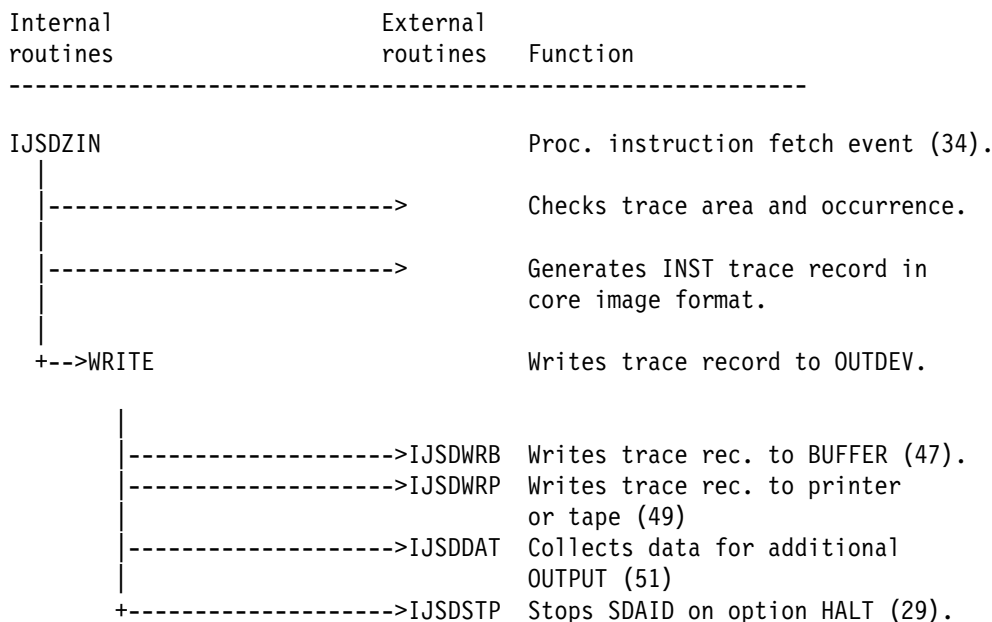 Internal                  External
routines                    routines   Function
------------------------------------------------------------
IJSDZIN                                Proc. instruction fetch event (34).
  |
  |-------------------------->         Checks trace area and occurrence.
  |
  |-------------------------->         Generates INST trace record in
  |                                    core image format.
  |
  +-->WRITE                            Writes trace record to OUTDEV.
        |
        |-------------------->IJSDWRB  Writes trace rec. to BUFFER (47).
        |-------------------->IJSDWRP  Writes trace rec. to printer
        |                              or tape (49)
        |-------------------->IJSDDAT  Collects data for additional
        |                              OUTPUT (51)
        +-------------------->IJSDSTP  Stops SDAID on option HALT (29).